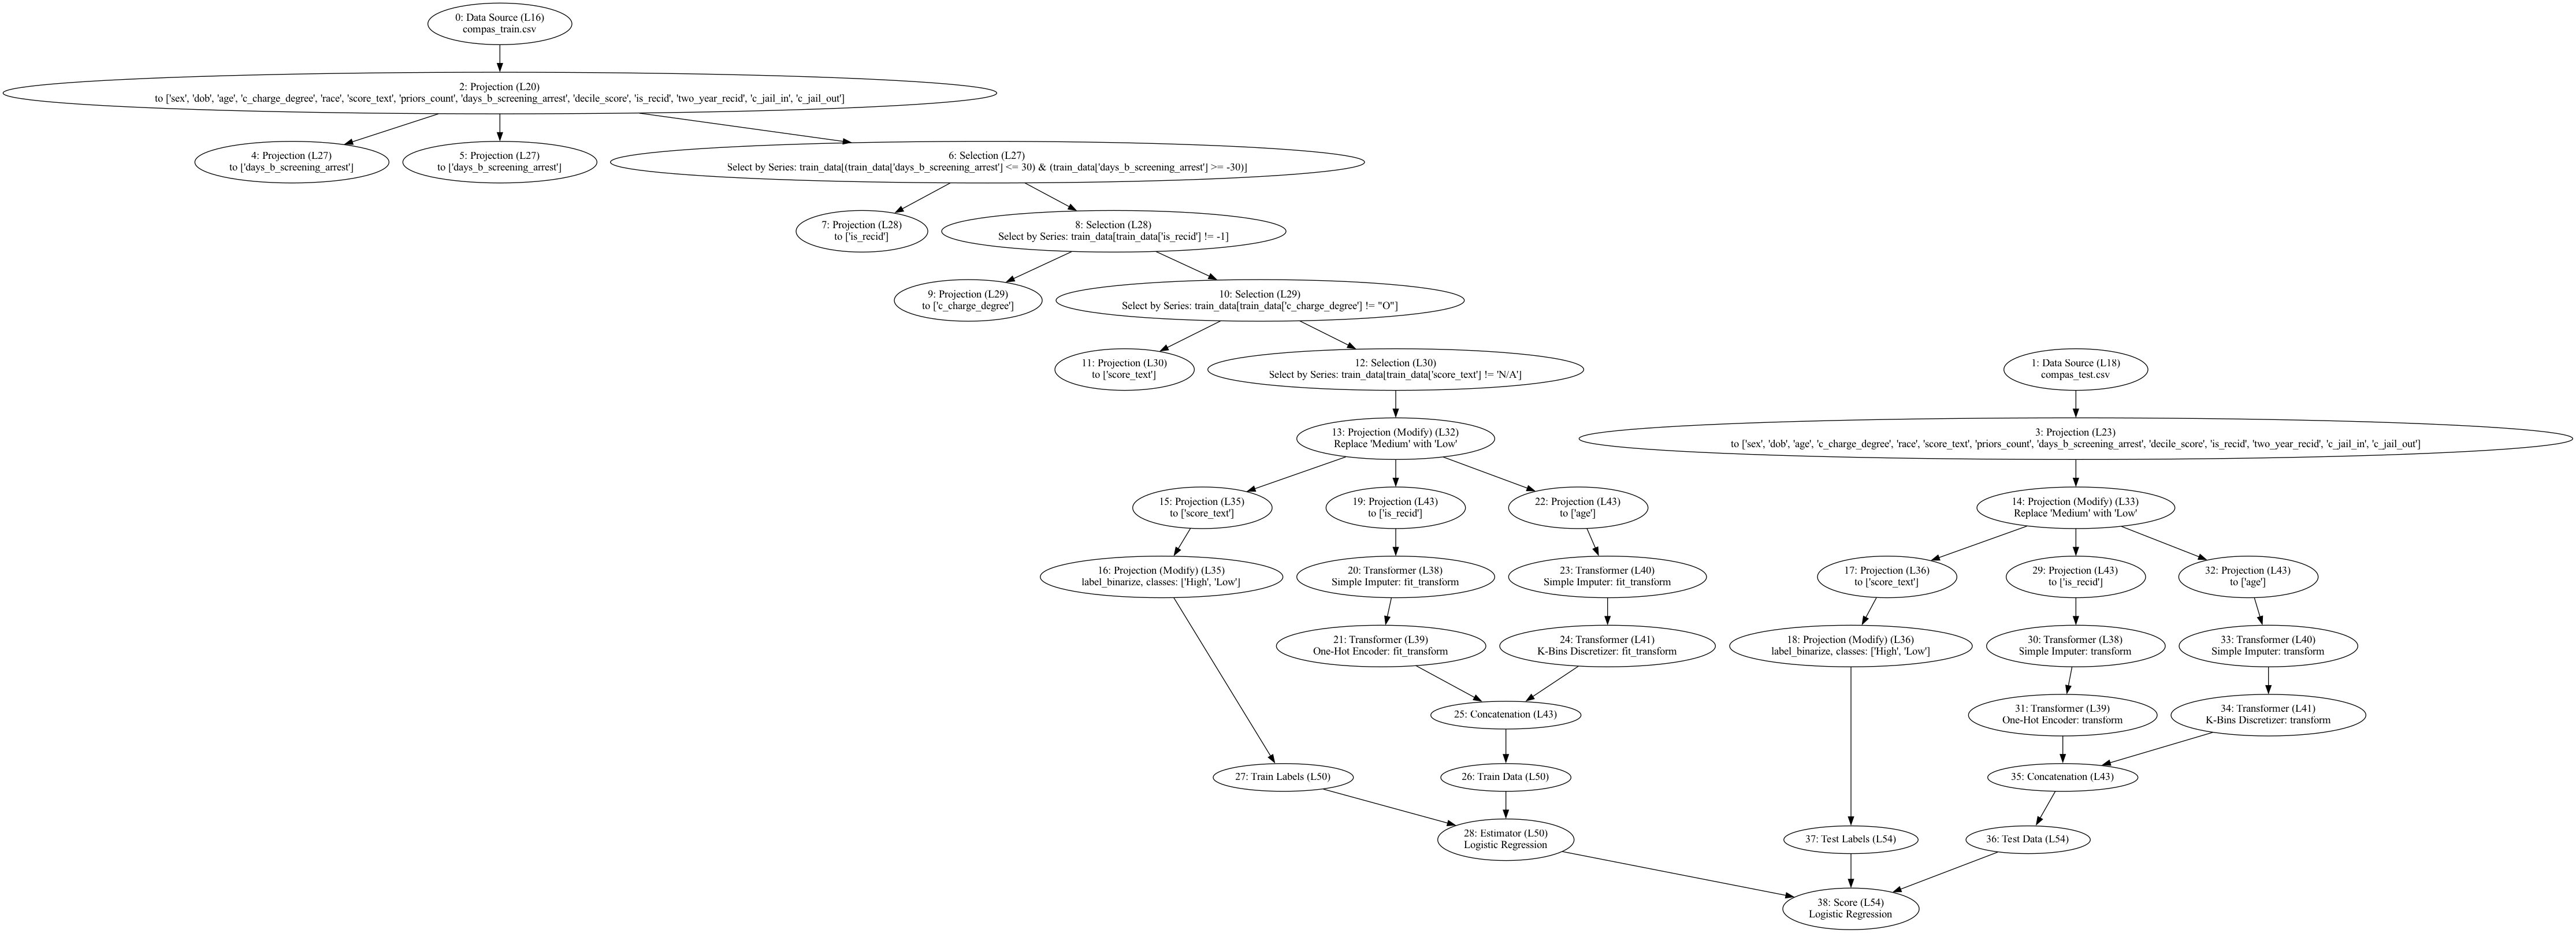 0: Data Source (L16)
compas_train.csv
2: Projection (L20)
to ['sex', 'dob', 'age', 'c_charge_degree', 'race', 'score_text', 'priors_count', 'days_b_screening_arrest', 'decile_score', 'is_recid', 'two_year_recid', 'c_jail_in', 'c_jail_out']
4: Projection (L27)
to ['days_b_screening_arrest']
5: Projection (L27)
to ['days_b_screening_arrest']
6: Selection (L27)
Select by Series: train_data[(train_data['days_b_screening_arrest'] <= 30) & (train_data['days_b_screening_arrest'] >= -30)]
7: Projection (L28)
to ['is_recid']
8: Selection (L28)
Select by Series: train_data[train_data['is_recid'] != -1]
9: Projection (L29)
to ['c_charge_degree']
10: Selection (L29)
Select by Series: train_data[train_data['c_charge_degree'] != "O"]
11: Projection (L30)
to ['score_text']
12: Selection (L30)
Select by Series: train_data[train_data['score_text'] != 'N/A']
1: Data Source (L18)
compas_test.csv
13: Projection (Modify) (L32)
Replace 'Medium' with 'Low'
3: Projection (L23)
to ['sex', 'dob', 'age', 'c_charge_degree', 'race', 'score_text', 'priors_count', 'days_b_screening_arrest', 'decile_score', 'is_recid', 'two_year_recid', 'c_jail_in', 'c_jail_out']
15: Projection (L35)
to ['score_text']
19: Projection (L43)
to ['is_recid']
22: Projection (L43)
to ['age']
14: Projection (Modify) (L33)
Replace 'Medium' with 'Low'
16: Projection (Modify) (L35)
label_binarize, classes: ['High', 'Low']
20: Transformer (L38)
Simple Imputer: fit_transform
23: Transformer (L40)
Simple Imputer: fit_transform
17: Projection (L36)
to ['score_text']
29: Projection (L43)
to ['is_recid']
32: Projection (L43)
to ['age']
21: Transformer (L39)
One-Hot Encoder: fit_transform
24: Transformer (L41)
K-Bins Discretizer: fit_transform
18: Projection (Modify) (L36)
label_binarize, classes: ['High', 'Low']
30: Transformer (L38)
Simple Imputer: transform
33: Transformer (L40)
Simple Imputer: transform
25: Concatenation (L43)
31: Transformer (L39)
One-Hot Encoder: transform
34: Transformer (L41)
K-Bins Discretizer: transform
27: Train Labels (L50)
26: Train Data (L50)
35: Concatenation (L43)
28: Estimator (L50)
Logistic Regression
37: Test Labels (L54)
36: Test Data (L54)
38: Score (L54)
Logistic Regression